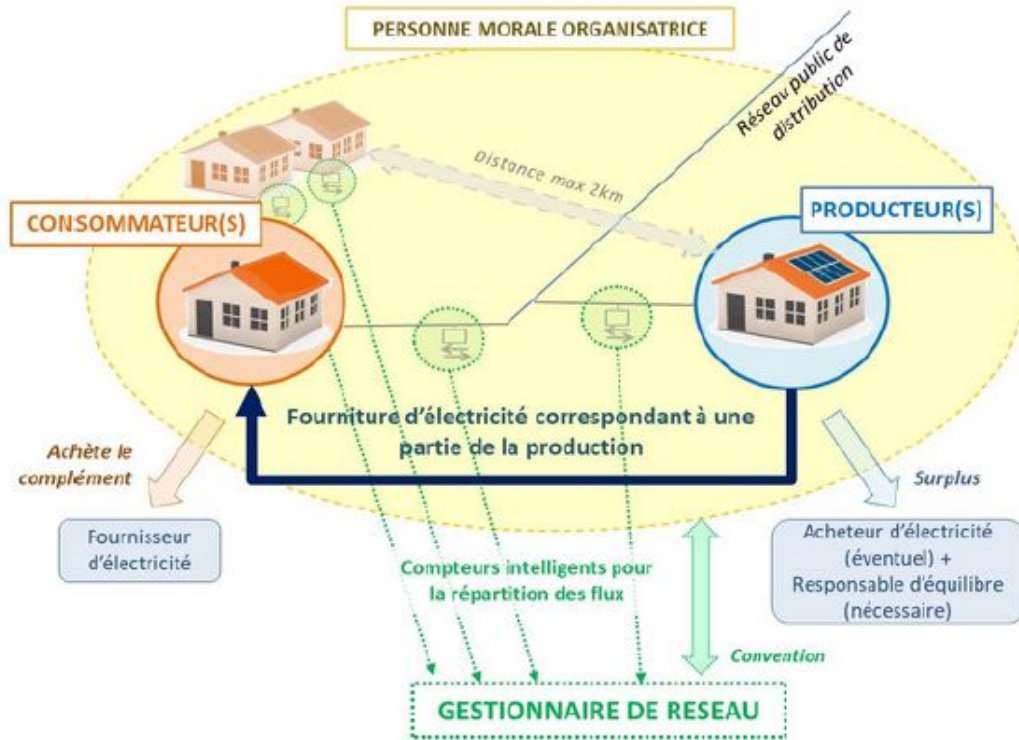 PERSONNE MORALE ORGANISATRICE
Réseau public de
distribution
Distance max 2km
CONSOMMATEUR(S)
PRODUCTEUR(S)
Fourniture d'électricité correspondant à une
partie de la production
Achète le
complément
Surplus
Fournisseur
d'électricité
Acheteur d'électricité
(éventuel) +
Responsable d'équilibre
(nécessaire)
Compteurs intelligents pour
la répartition des flux
Convention
GESTIONNAIRE DE RESEAU